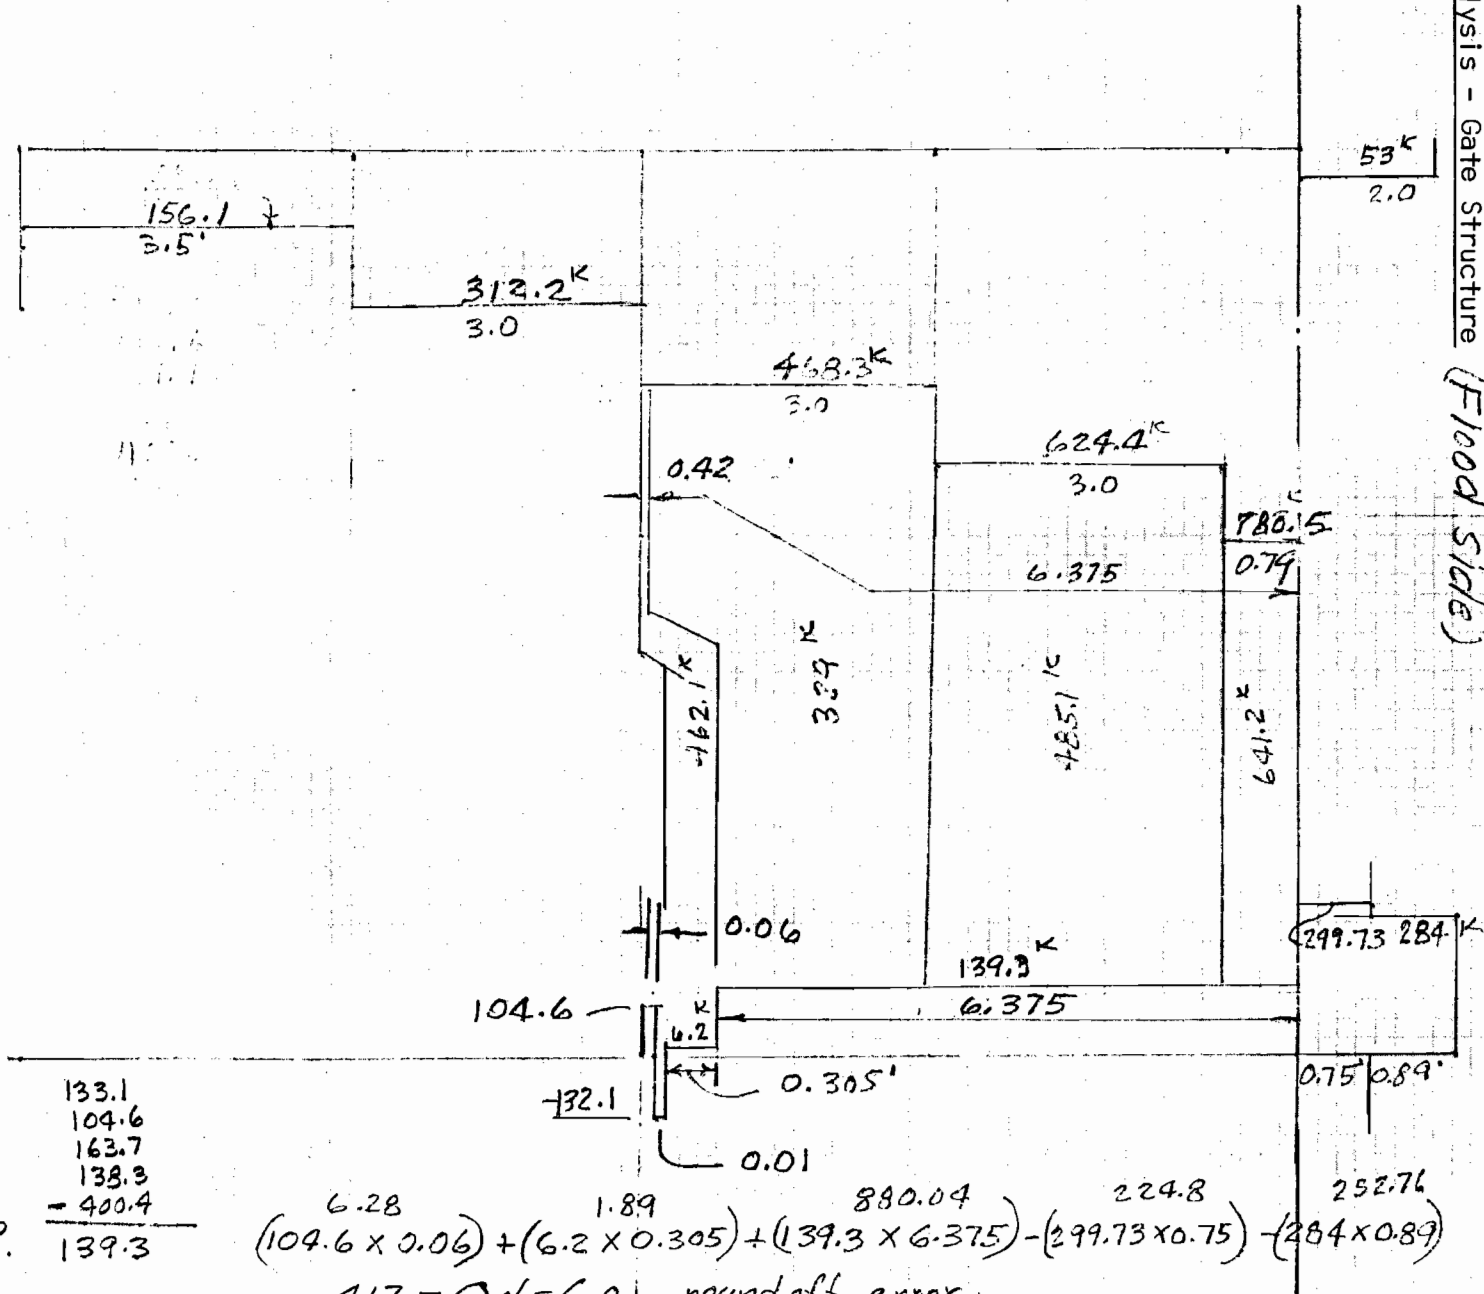 lysis - Gate Structure (Flood Side)
53K
2.0
156.1
3.5'
312.2K
3.0
468.3K
3.0
624.4K
3.0
0.42
780.5
0.79
6.375
462.1K
K
485.1K
641.2K
0.06
139.3K
6.375
299.73 284K
104.6
6.2K
0.305'
0.75' 0.89'
-132.1
0.01
133.1
104.6
163.7
138.3
- 400.4
139.3
6.28 1.89 880.04 224.8 252.76
(104.6 x 0.06) + (6.2 x 0.305) + (139.3 x 6.375) - (299.73 x 0.75) - (284 x 0.89)
roundoff error